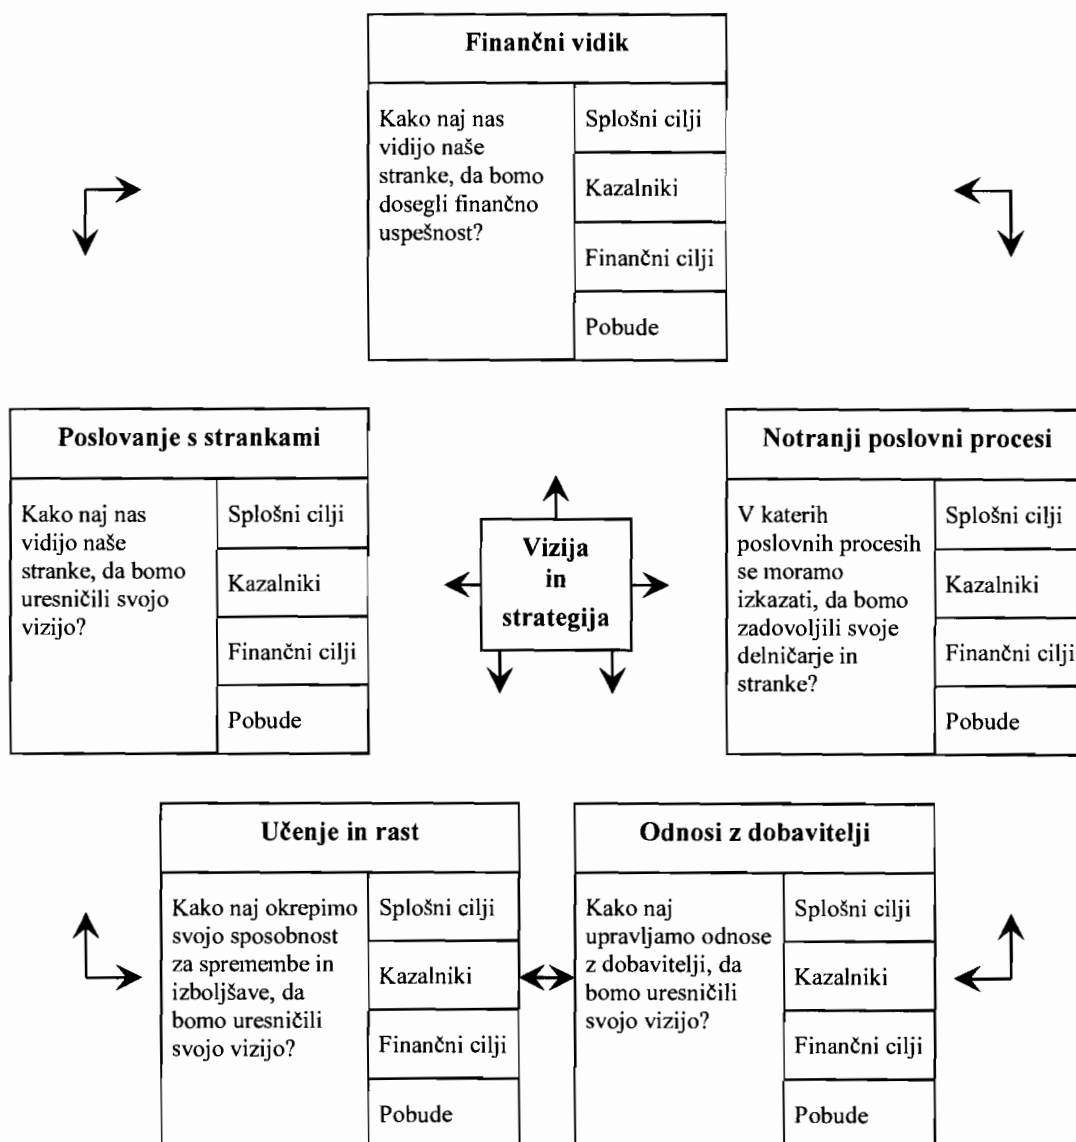 Finančni vidik
Kako naj nas
vidijo naše
stranke, da bomo
dosegli finančno
uspešnost?
Splošni cilji
Kazalniki
Finančni cilji
Pobude
Poslovanje s strankami
Kako naj nas
vidijo naše
stranke, da bomo
uresničili svojo
vizijo?
Splošni cilji
Kazalniki
Finančni cilji
Pobude
Vizija
in
strategija
Notranji poslovni procesi
V katerih
poslovnih procesih
se moramo
izkazati, da bomo
zadovoljili svoje
delničarje in
stranke?
Splošni cilji
Kazalniki
Finančni cilji
Pobude
Učenje in rast
Kako naj okrepimo
svojo sposobnost
za spremembe in
izboljšave, da
bomo uresničili
svojo vizijo?
Splošni cilji
Kazalniki
Finančni cilji
Pobude
Odnosi z dobavitelji
Kako naj
upravljamo odnose
z dobavitelji, da
bomo uresničili
svojo vizijo?
Splošni cilji
Kazalniki
Finančni cilji
Pobude